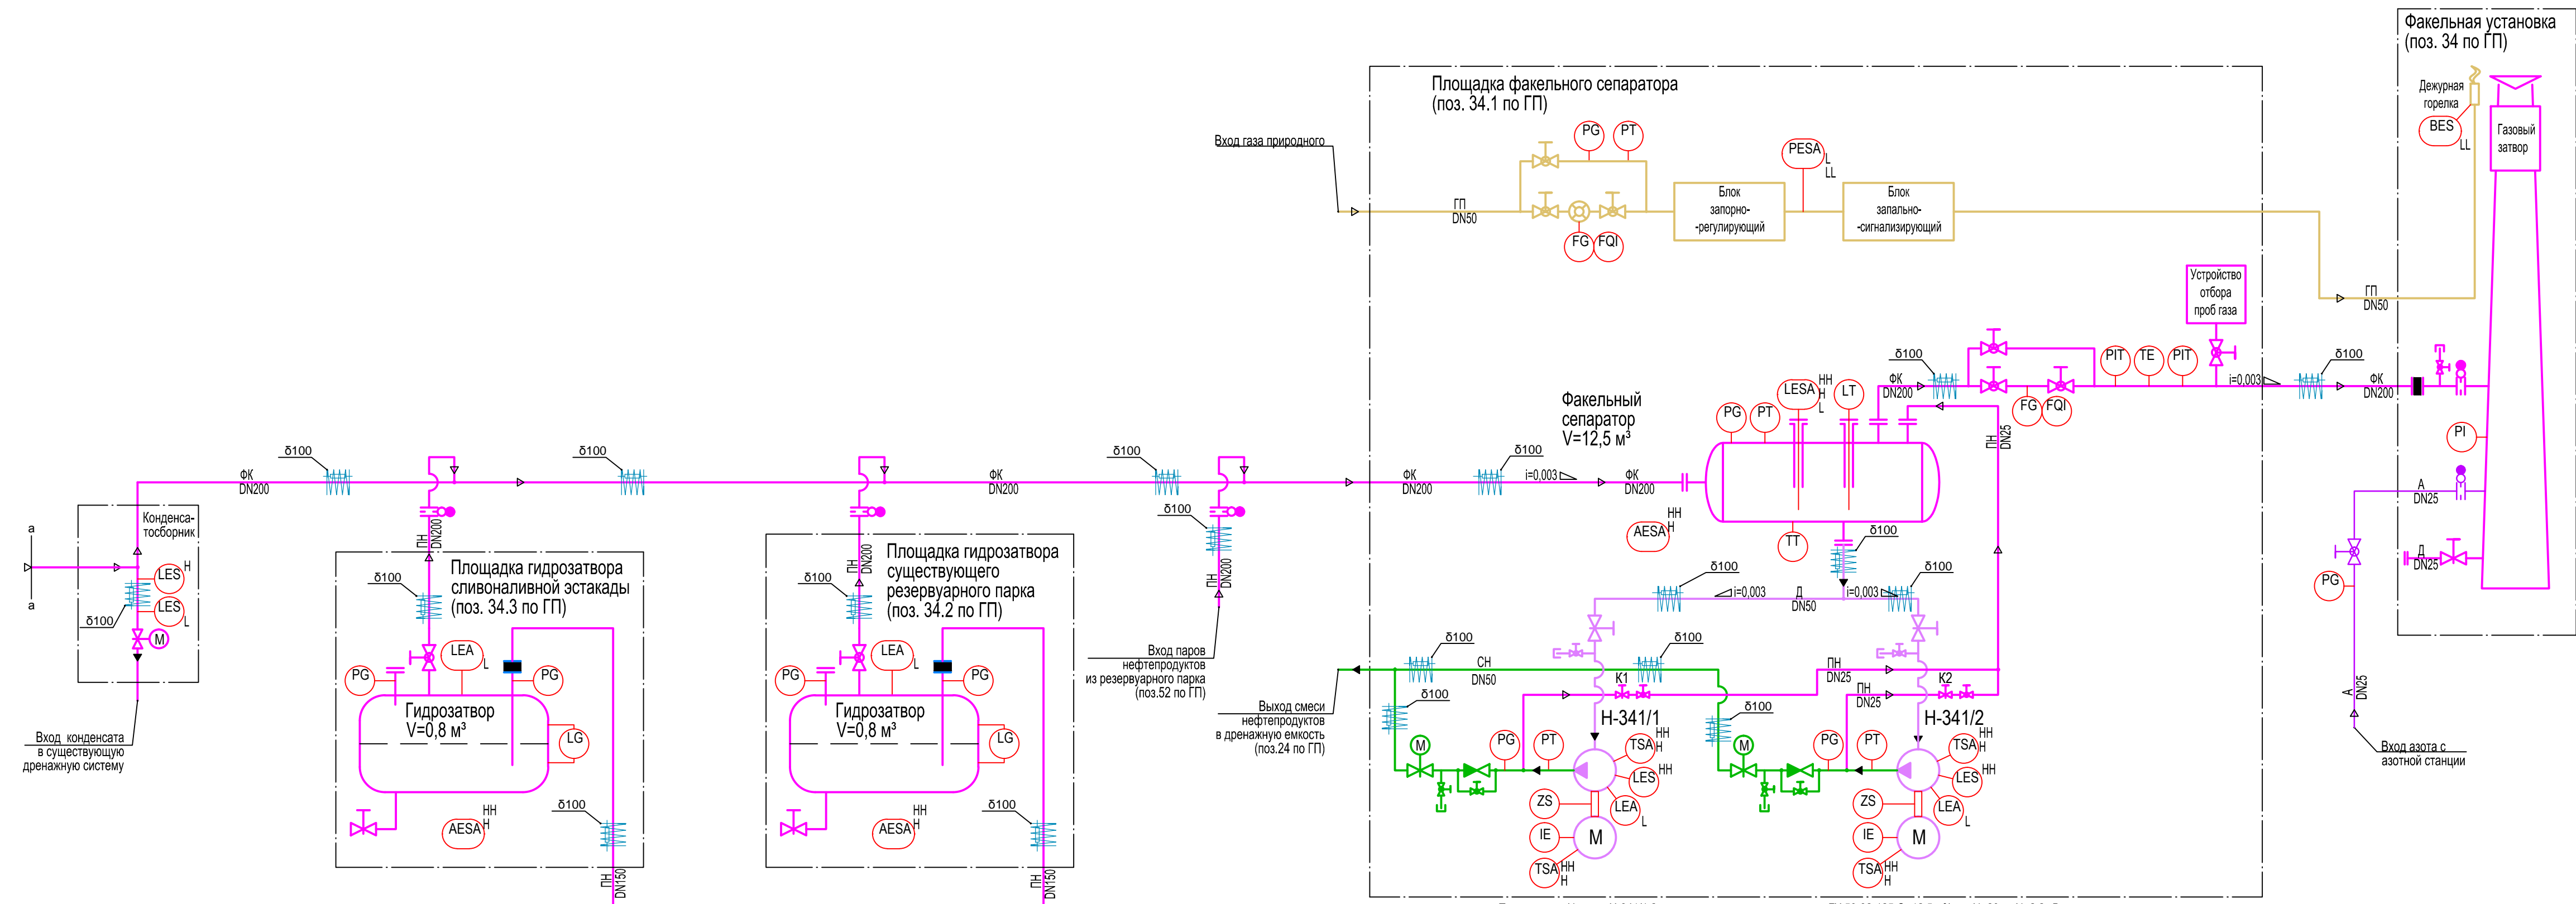 Факельная установка
(поз. 34 по ГП)
Дежурная
горелка
BES
LL
Газовый
затвор
Площадка факельного сепаратора
(поз. 34.1 по ГП)
Вход газа природного
PG
PT
PESA
L
LL
ГП
DN50
FG
FQI
Блок
запорно-
-регулирующий
Блок
запально-
-сигнализирующий
ГП
DN50
Устройство
отбора
проб газа
δ100
ФК
DN200
PIT
TE
PIT
i=0,003
δ100
ФК
DN200
FG
FQI
PI
A
DN25
Д
DN25
PG
A
DN25
Вход азота с
азотной станции
Факельный
сепаратор
V=12,5 м³
PG
PT
LESA
HH
H
L
LT
ПН
DN25
AESA
HH
H
TT
δ100
δ100
δ100
i=0,003
Д
DN50
i=0,003
δ100
ФК
DN200
δ100
ФК
DN200
δ100
ФК
DN200
δ100
i=0,003
ФК
DN200
a
a
Конденса-
тосборник
LES
H
LES
L
δ100
M
Вход конденсата
в существующую
дренажную систему
ПН
DN200
Площадка гидрозатвора
сливоналивной эстакады
(поз. 34.3 по ГП)
δ100
LEA
L
PG
PG
Гидрозатвор
V=0,8 м³
LG
AESA
HH
H
δ100
ПН
DN150
ПН
DN200
Площадка гидрозатвора
существующего
резервуарного парка
(поз. 34.2 по ГП)
δ100
LEA
L
PG
PG
Гидрозатвор
V=0,8 м³
LG
AESA
HH
H
δ100
ПН
DN150
δ100
ПН
DN200
Вход паров
нефтепродуктов
из резервуарного парка
(поз.52 по ГП)
Выход смеси
нефтепродуктов
в дренажную емкость
(поз.24 по ГП)
δ100
СН
DN50
δ100
δ100
δ100
К1
ПН
DN25
ПН
DN25
К2
Н-341/1
M
PG
PT
TSA
HH
H
LES
HH
LEA
L
ZS
IE
M
TSA
HH
H
Н-341/2
M
PG
PT
TSA
HH
H
LES
HH
LEA
L
ZS
IE
M
TSA
HH
H